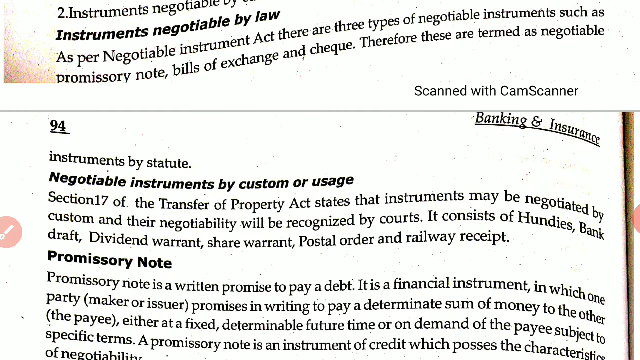 2.Instruments negotiable by
Instruments negotiable by law
As per Negotiable instrument Act there are three types of negotiable instruments such as
promissory note, bills of exchange and cheque. Therefore these are termed as negotiable
Scanned with CamScanner
94
Banking & Insurance
instruments by statute.
Negotiable instruments by custom or usage
Section17 of. the Transfer of Property Act states that instruments may be negotiated by
custom and their negotiability will be recognized by courts. It consists of Hundies, Bank
draft, Dividend warrant, share warrant, Postal order and railway receipt.
Promissory Note
Promissory note is a written promise to pay a debt. It is a financial instrument, in which one
party (maker or issuer) promises in writing to pay a determinate sum of money to the other
(the payee), either at a fixed, determinable future time or on demand of the payee subject to
specific terms. A promissory note is an instrument of credit which posses the characteristics
of negotiability.